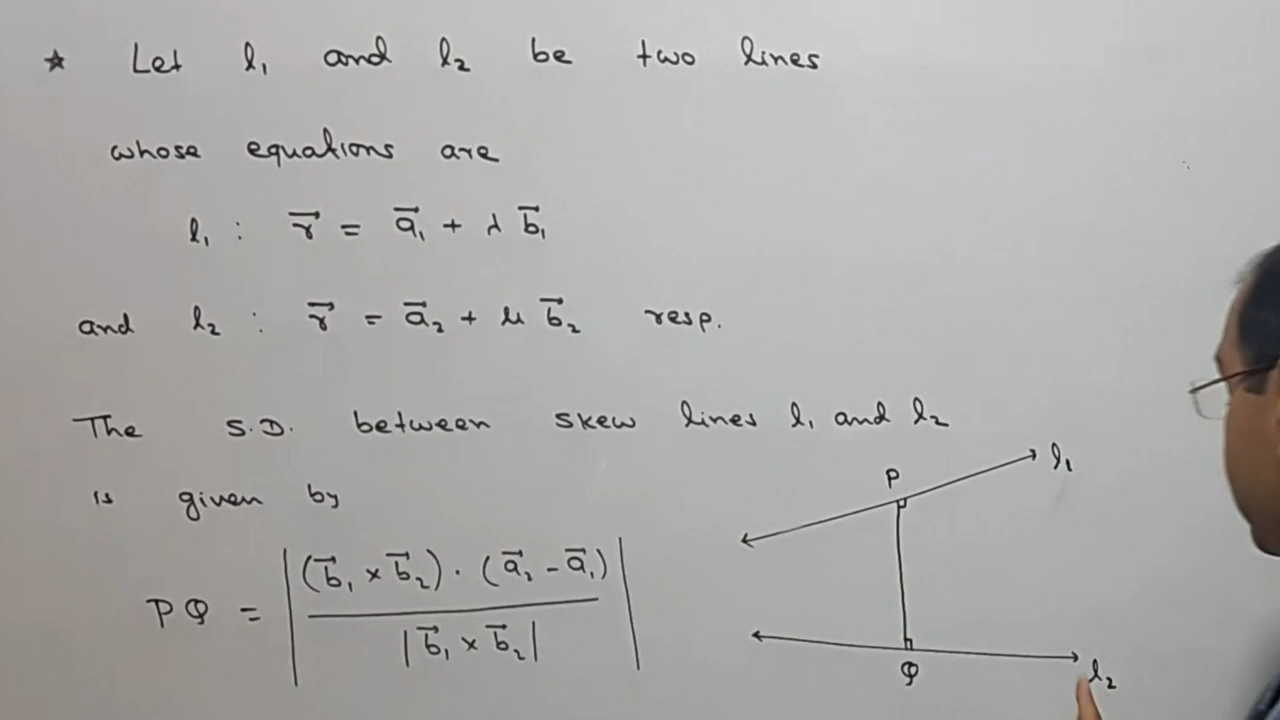 ★ Let l₁ and l₂ be two lines
whose equations are
l₁ : r⃗ = a⃗₁ + λ b⃗₁
and l₂ : r⃗ = a⃗₂ + μ b⃗₂ resp.
The S.D. between skew lines l₁ and l₂
is given by
PQ = | (b⃗₁ × b⃗₂) · (a⃗₂ - a⃗₁) / |b⃗₁ × b⃗₂| |
P
l₁
Q
l₂